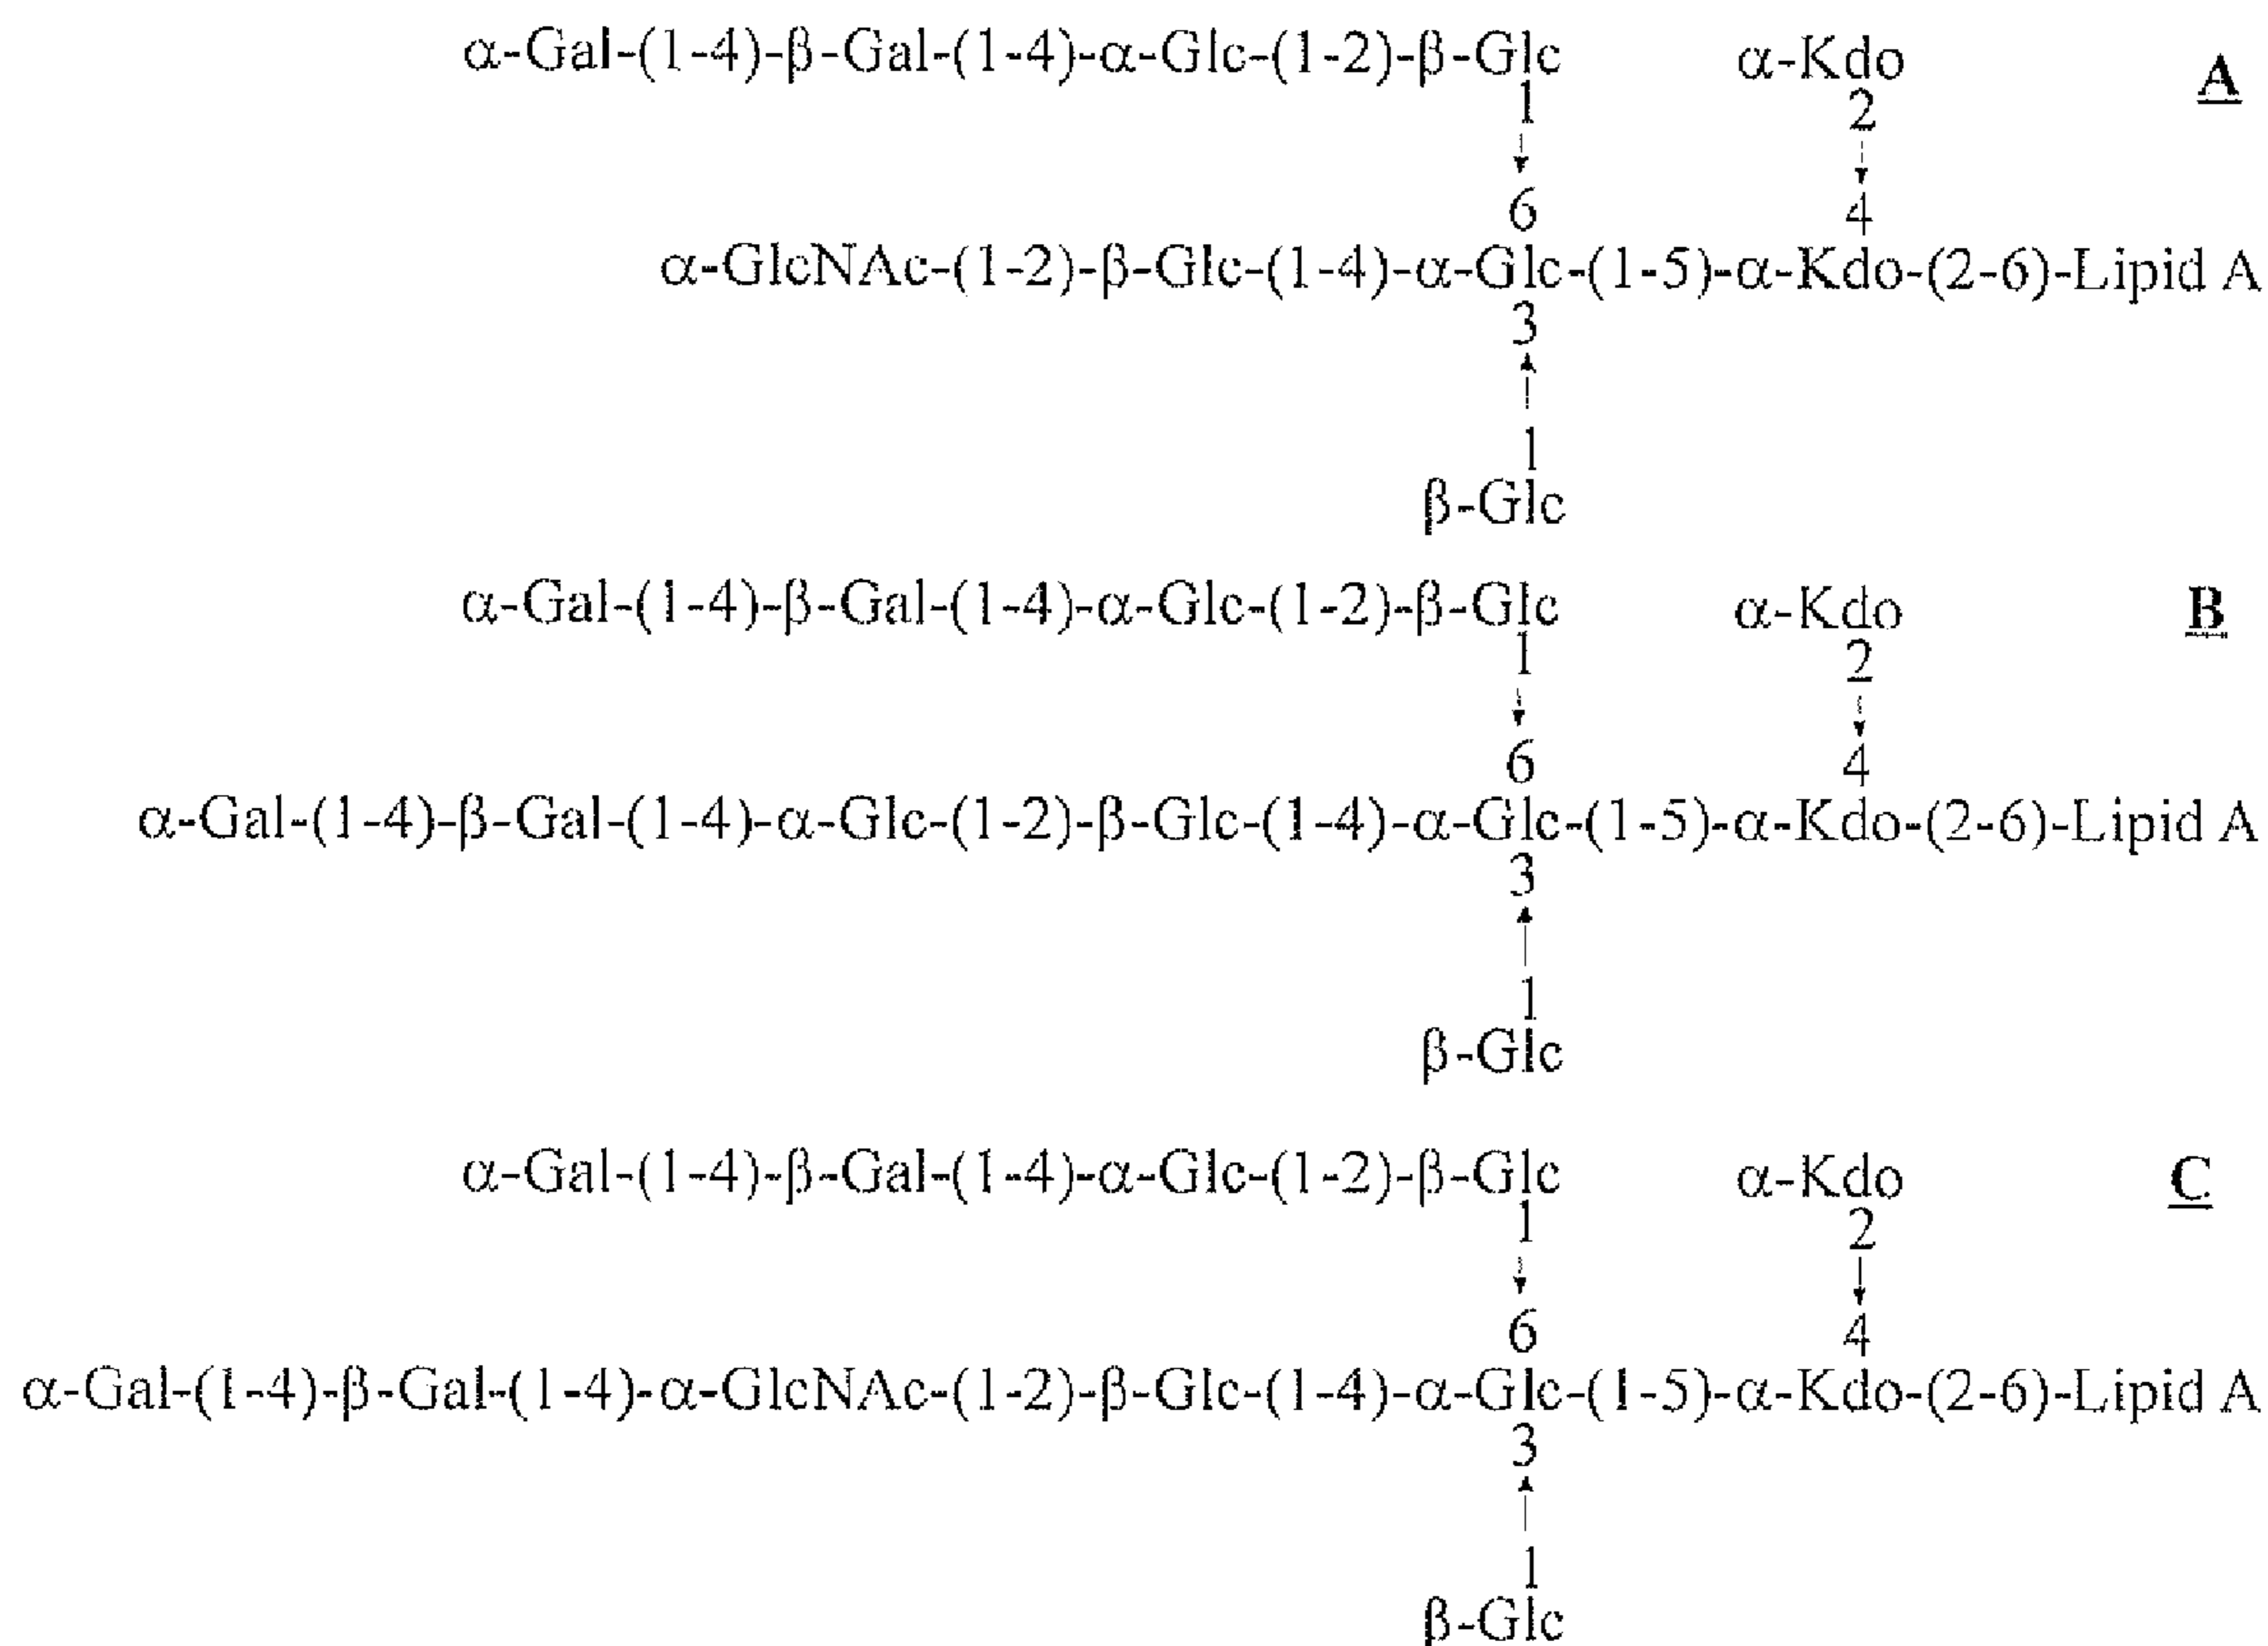 α-Gal-(1-4)-β-Gal-(1-4)-α-Glc-(1-2)-β-Glc α-Kdo A
1 2
6 4
α-GlcNAc-(1-2)-β-Glc-(1-4)-α-Glc-(1-5)-α-Kdo-(2-6)-Lipid A
3
1
β-Glc
α-Gal-(1-4)-β-Gal-(1-4)-α-Glc-(1-2)-β-Glc α-Kdo B
1 2
6 4
α-Gal-(1-4)-β-Gal-(1-4)-α-Glc-(1-2)-β-Glc-(1-4)-α-Glc-(1-5)-α-Kdo-(2-6)-Lipid A
3
1
β-Glc
α-Gal-(1-4)-β-Gal-(1-4)-α-Glc-(1-2)-β-Glc α-Kdo C
1 2
6 4
α-Gal-(1-4)-β-Gal-(1-4)-α-GlcNAc-(1-2)-β-Glc-(1-4)-α-Glc-(1-5)-α-Kdo-(2-6)-Lipid A
3
1
β-Glc